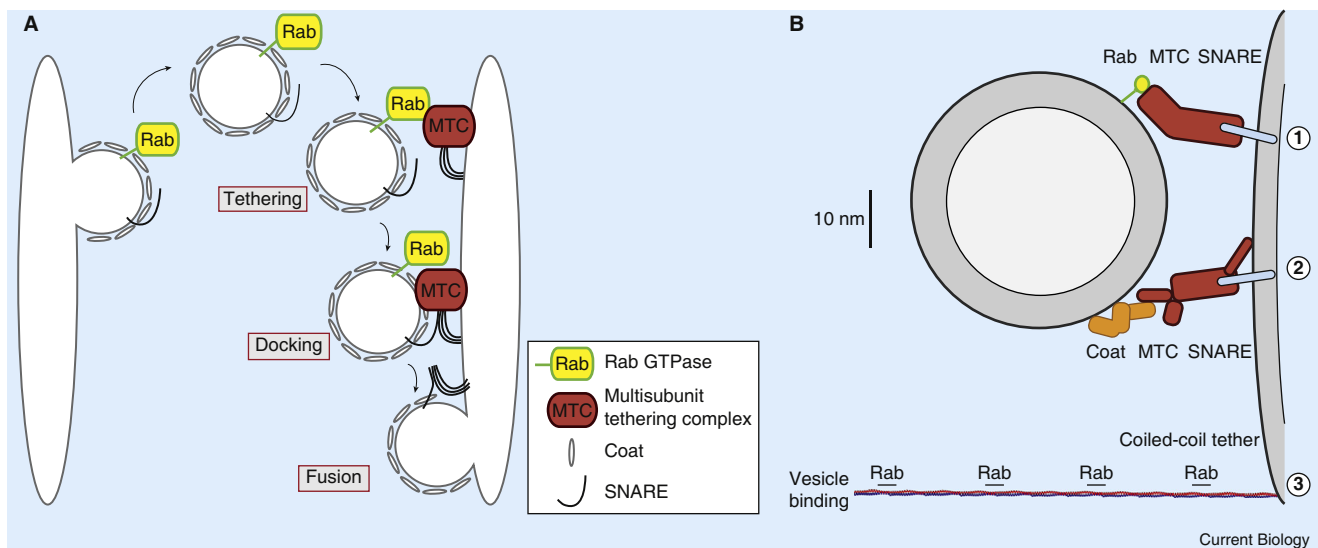 A
Rab
Rab
Rab
MTC
Tethering
Rab
MTC
Docking
Fusion
Rab
Rab GTPase
MTC
Multisubunit
tethering complex
Coat
SNARE
B
Rab MTC SNARE
1
10 nm
2
Coat MTC SNARE
Coiled-coil tether
Vesicle
binding
Rab
Rab
Rab
Rab
3
Current Biology